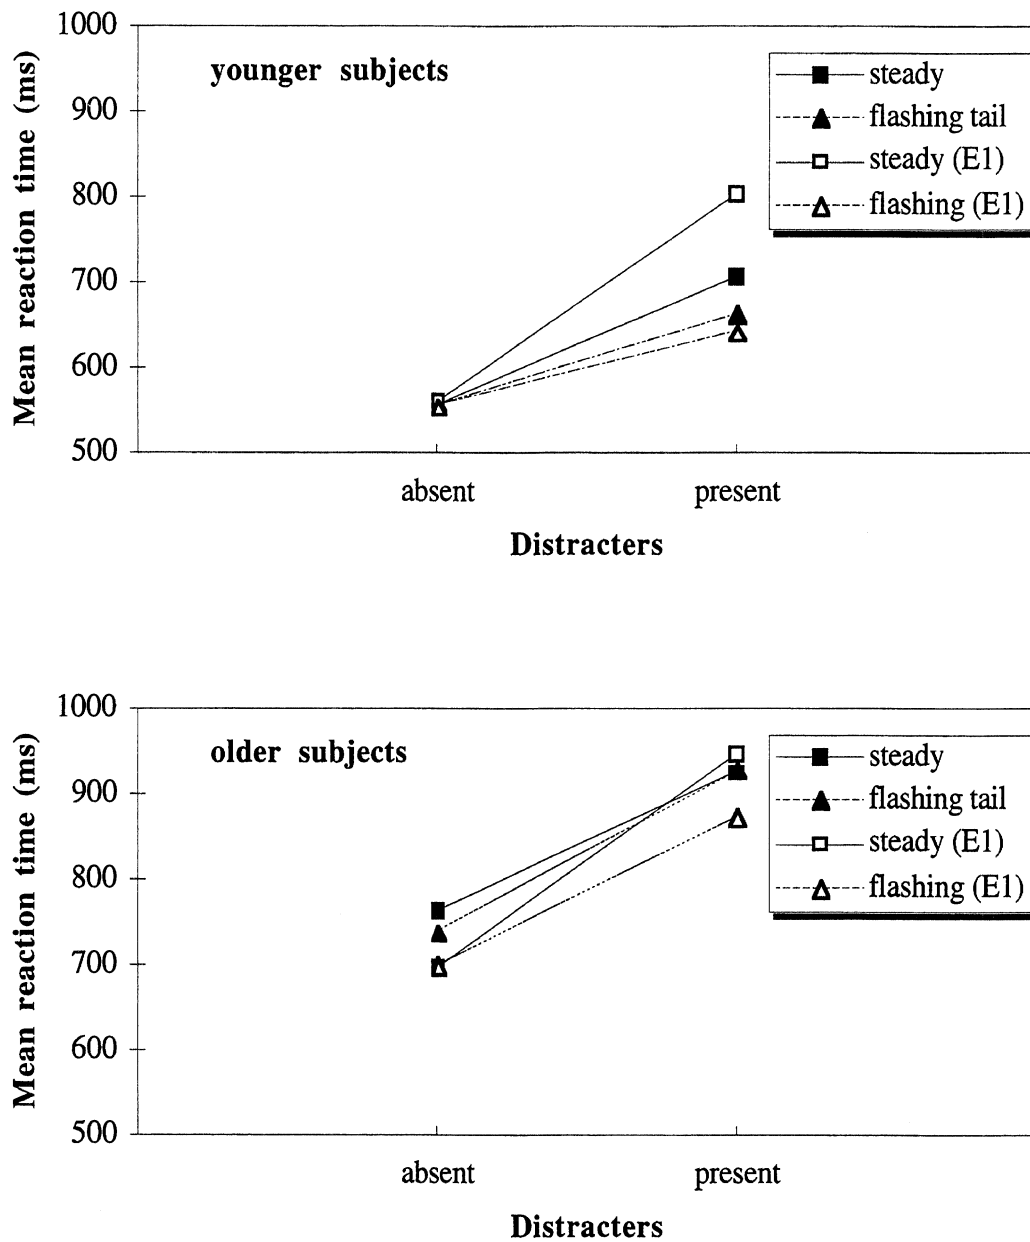 1000
900
800
700
600
500
Mean reaction time (ms)
younger subjects
steady
flashing tail
steady (E1)
flashing (E1)
absent
present
Distracters
1000
900
800
700
600
500
Mean reaction time (ms)
older subjects
steady
flashing tail
steady (E1)
flashing (E1)
absent
present
Distracters